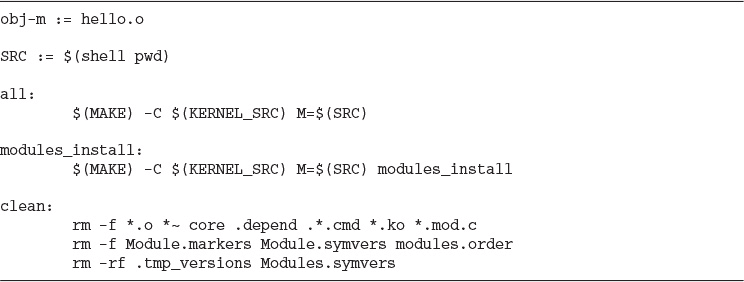 obj-m := hello.o
SRC := $(shell pwd)
all:
$(MAKE) -C $(KERNEL_SRC) M=$(SRC)
modules_install:
$(MAKE) -C $(KERNEL_SRC) M=$(SRC) modules_install
clean:
rm -f *.o *~ core .depend .*.cmd *.ko *.mod.c
rm -f Module.markers Module.symvers modules.order
rm -rf .tmp_versions Modules.symvers